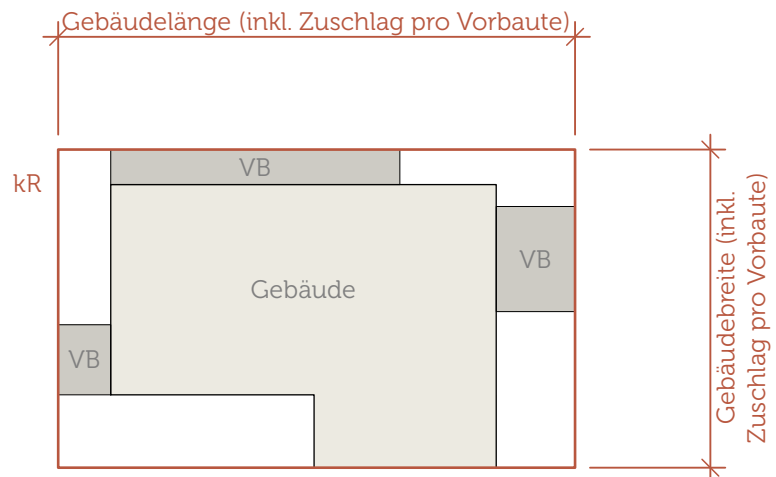 Gebäudelänge (inkl. Zuschlag pro Vorbaute)
kR
VB
VB
Gebäude
VB
Gebäudebreite (inkl.
Zuschlag pro Vorbaute)